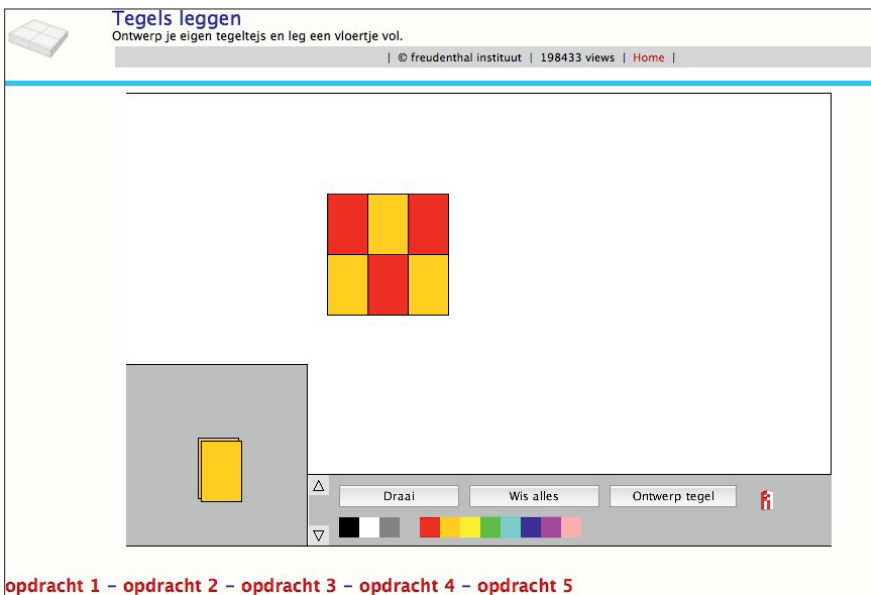 Tegels leggen
Ontwerp je eigen tegeltejs en leg een vloertje vol.
| © freudenthal instituut | 198433 views | Home |
Draai Wis alles Ontwerp tegel
opdracht 1 – opdracht 2 – opdracht 3 – opdracht 4 – opdracht 5